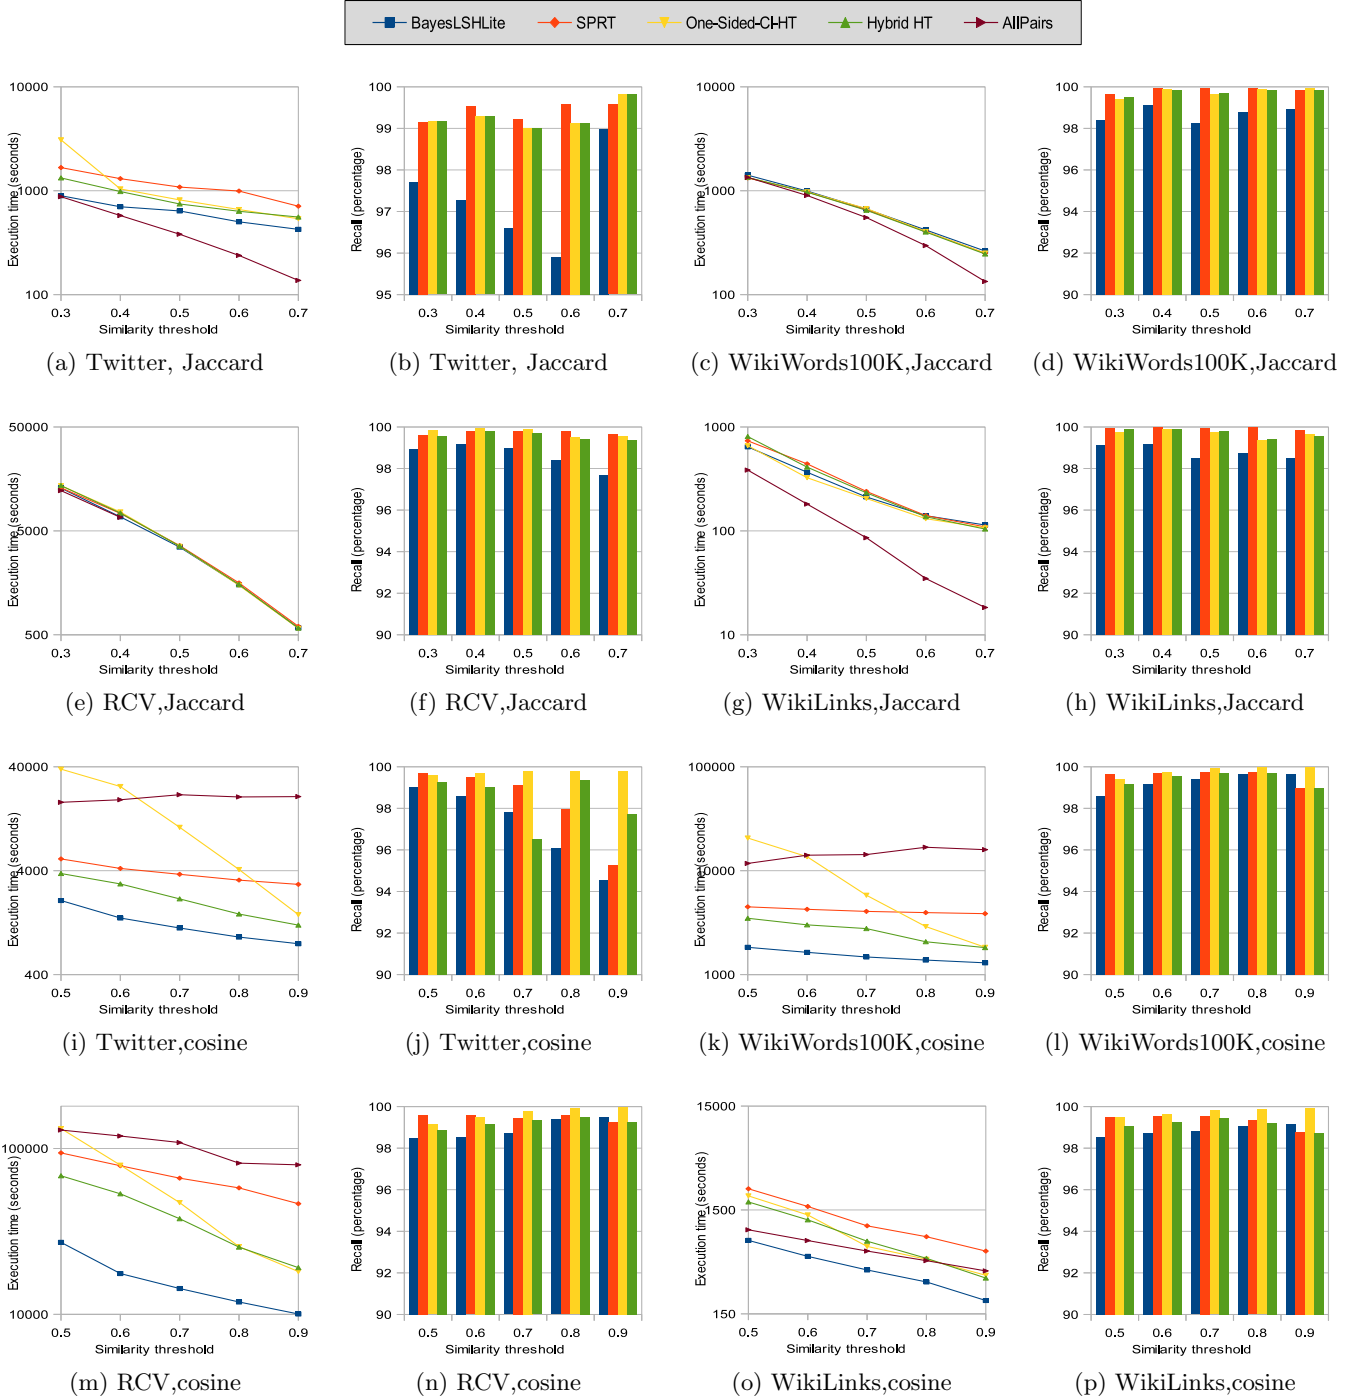 BayesLSHLite SPRT One-Sided-CI-HT Hybrid HT AllPairs
Execution time (seconds)
10000
1000
100
0.3 0.4 0.5 0.6 0.7
Similarity threshold
(a) Twitter, Jaccard
Recall (percentage)
100
99
98
97
96
95
0.3 0.4 0.5 0.6 0.7
Similarity threshold
(b) Twitter, Jaccard
Execution time (seconds)
10000
1000
100
0.3 0.4 0.5 0.6 0.7
Similarity threshold
(c) WikiWords100K,Jaccard
Recall (percentage)
100
98
96
94
92
90
0.3 0.4 0.5 0.6 0.7
Similarity threshold
(d) WikiWords100K,Jaccard
Execution time (seconds)
50000
5000
500
0.3 0.4 0.5 0.6 0.7
Similarity threshold
(e) RCV,Jaccard
Recall (percentage)
100
98
96
94
92
90
0.3 0.4 0.5 0.6 0.7
Similarity threshold
(f) RCV,Jaccard
Execution time (seconds)
1000
100
10
0.3 0.4 0.5 0.6 0.7
Similarity threshold
(g) WikiLinks,Jaccard
Recall (percentage)
100
98
96
94
92
90
0.3 0.4 0.5 0.6 0.7
Similarity threshold
(h) WikiLinks,Jaccard
Execution time (seconds)
40000
4000
400
0.5 0.6 0.7 0.8 0.9
Similarity threshold
(i) Twitter,cosine
Recall (percentage)
100
98
96
94
92
90
0.5 0.6 0.7 0.8 0.9
Similarity threshold
(j) Twitter,cosine
Execution time (seconds)
100000
10000
1000
0.5 0.6 0.7 0.8 0.9
Similarity threshold
(k) WikiWords100K,cosine
Recall (percentage)
100
98
96
94
92
90
0.5 0.6 0.7 0.8 0.9
Similarity threshold
(l) WikiWords100K,cosine
Execution time (seconds)
100000
10000
0.5 0.6 0.7 0.8 0.9
Similarity threshold
(m) RCV,cosine
Recall (percentage)
100
98
96
94
92
90
0.5 0.6 0.7 0.8 0.9
Similarity threshold
(n) RCV,cosine
Execution time (seconds)
15000
1500
150
0.5 0.6 0.7 0.8 0.9
Similarity threshold
(o) WikiLinks,cosine
Recall (percentage)
100
98
96
94
92
90
0.5 0.6 0.7 0.8 0.9
Similarity threshold
(p) WikiLinks,cosine